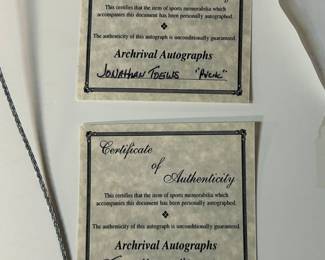 This certifies that the item of sports memorabilia which
accompanies this document has been personally autographed.
The authenticity of this autograph is unconditionally guaranteed.
Archrival Autographs
JONATHAN TOEWS "PUCK"
Certificate
of
Authenticity
This certifies that the item of sports memorabilia which
accompanies this document has been personally autographed.
The authenticity of this autograph is unconditionally guaranteed.
Archrival Autographs